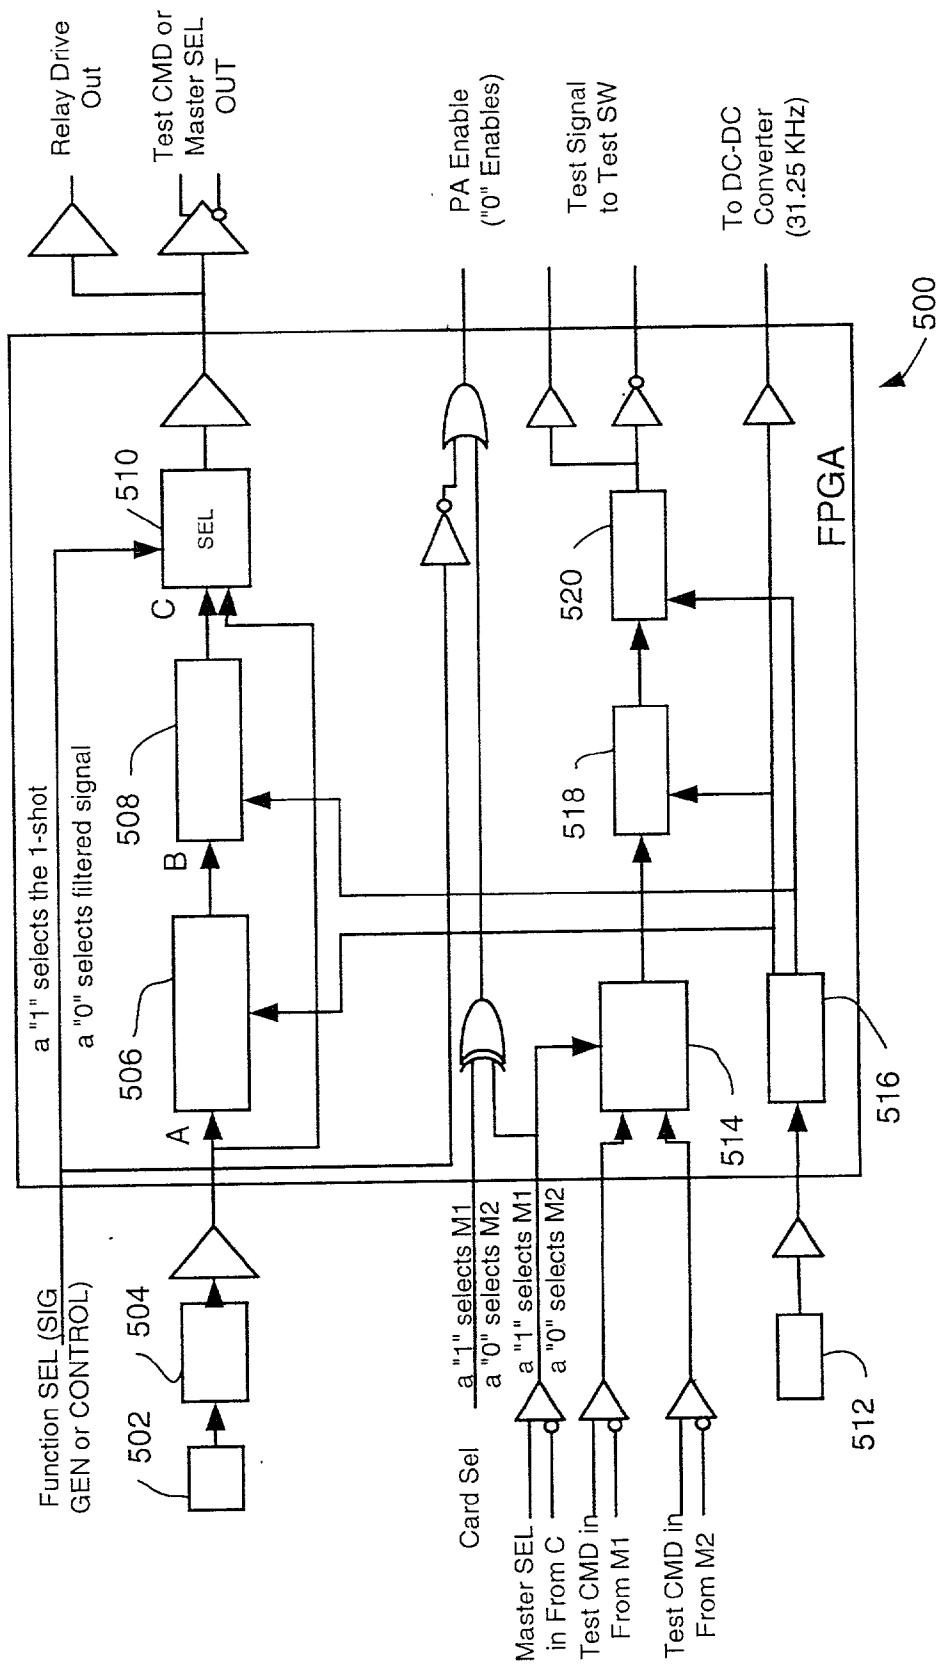 Relay Drive
Out
Test CMD or
Master SEL
OUT
PA Enable
("0" Enables)
Test Signal
to Test SW
To DC-DC
Converter
(31.25 KHz)
500
510
SEL
C
520
FPGA
a "1" selects the 1-shot
a "0" selects filtered signal
508
B
518
506
A
514
516
Function SEL (SIG
GEN or CONTROL)
504
502
a "1" selects M1
a "0" selects M2
a "1" selects M1
a "0" selects M2
Card Sel
Master SEL
in From C
Test CMD in
From M1
Test CMD in
From M2
512